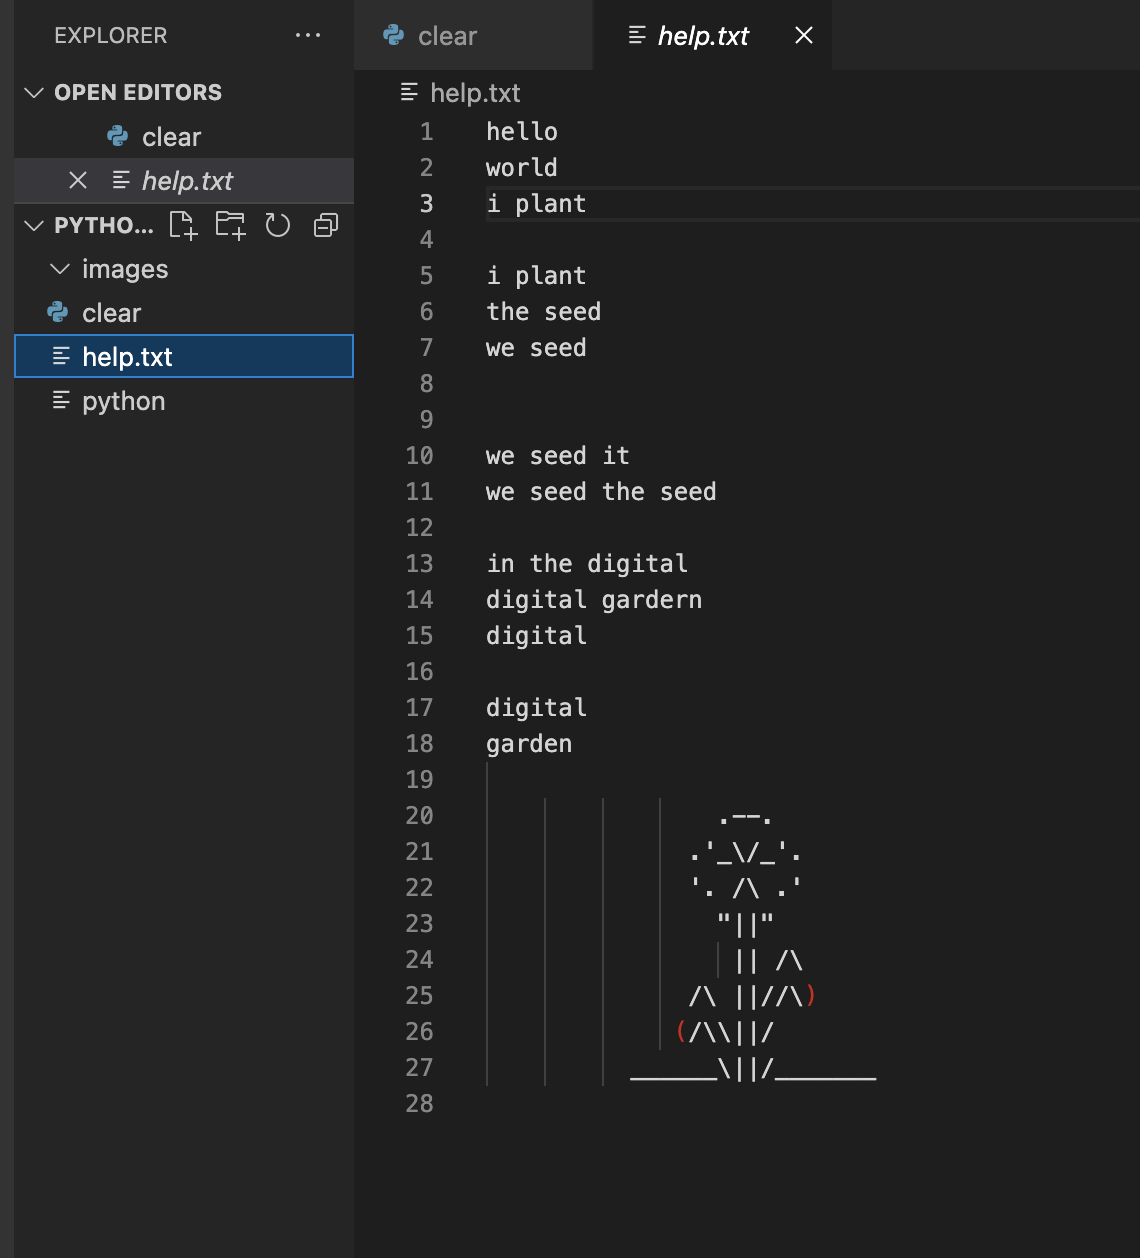 EXPLORER
OPEN EDITORS
clear
help.txt
PYTHO...
images
clear
help.txt
python
clear
help.txt
help.txt
1 hello
2 world
3 i plant
4
5 i plant
6 the seed
7 we seed
8
9
10 we seed it
11 we seed the seed
12
13 in the digital
14 digital gardern
15 digital
16
17 digital
18 garden
19
20                 .--.
21               .'_\/_'.
22               '. /\ .'
23                 "||"
24                  || /\
25               /\ ||//\)
26              (/\\||/
27           ______\||/_______
28